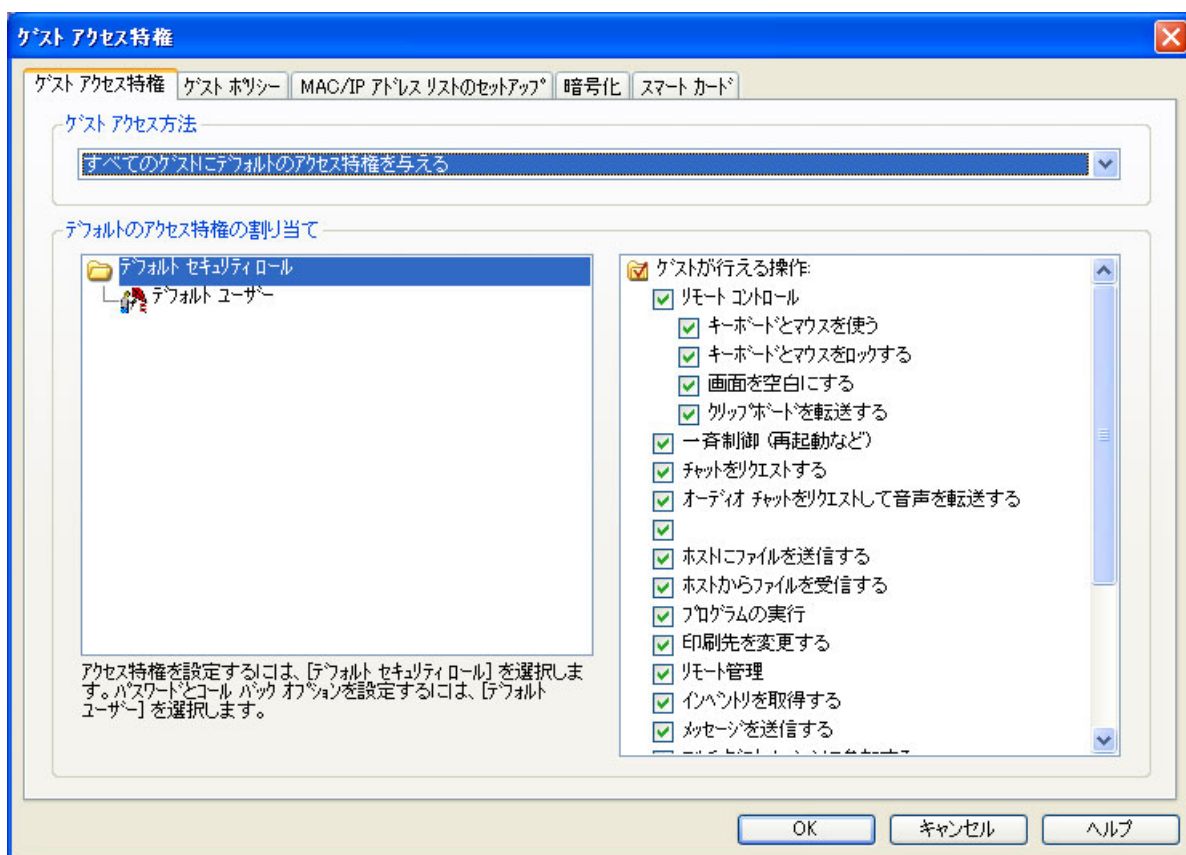 ゲスト アクセス特権
ゲスト アクセス特権
ゲスト ポリシー
MAC/IP アドレス リストのセットアップ
暗号化
スマート カード
ゲスト アクセス方法
すべてのゲストにデフォルトのアクセス特権を与える
デフォルトのアクセス特権の割り当て
デフォルト セキュリティ ロール
デフォルト ユーザー
アクセス特権を設定するには、[デフォルト セキュリティ ロール] を選択しま
す。パスワードとコール バック オプションを設定するには、[デフォルト
ユーザー] を選択します。
ゲストが行える操作:
リモート コントロール
キーボードとマウスを使う
キーボードとマウスをロックする
画面を空白にする
クリップボードを転送する
一斉制御 (再起動など)
チャットをリクエストする
オーディオ チャットをリクエストして音声を転送する
ホストにファイルを送信する
ホストからファイルを受信する
プログラムの実行
印刷先を変更する
リモート管理
インベントリを取得する
メッセージを送信する
OK
キャンセル
ヘルプ